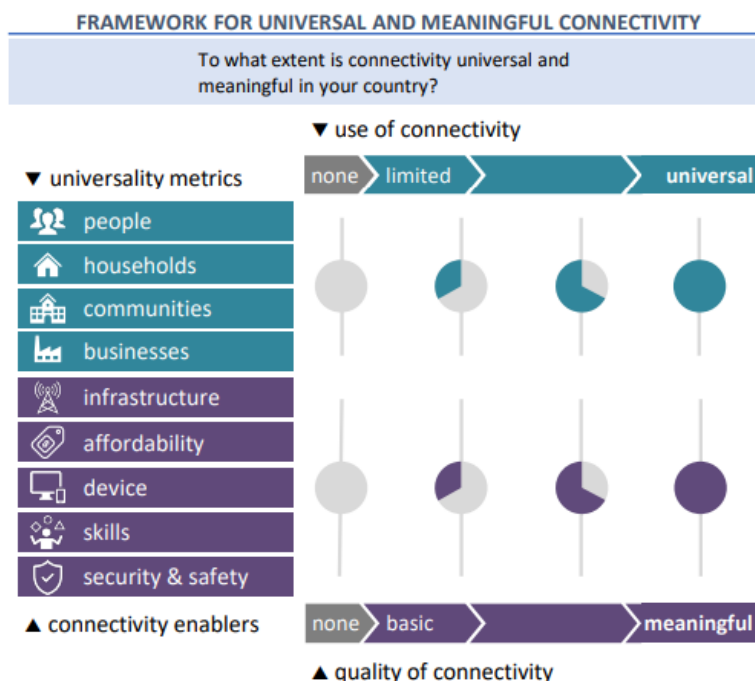 FRAMEWORK FOR UNIVERSAL AND MEANINGFUL CONNECTIVITY
To what extent is connectivity universal and
meaningful in your country?
▼ use of connectivity
▼ universality metrics
none limited universal
people
households
communities
businesses
infrastructure
affordability
device
skills
security & safety
▲ connectivity enablers
none basic meaningful
▲ quality of connectivity